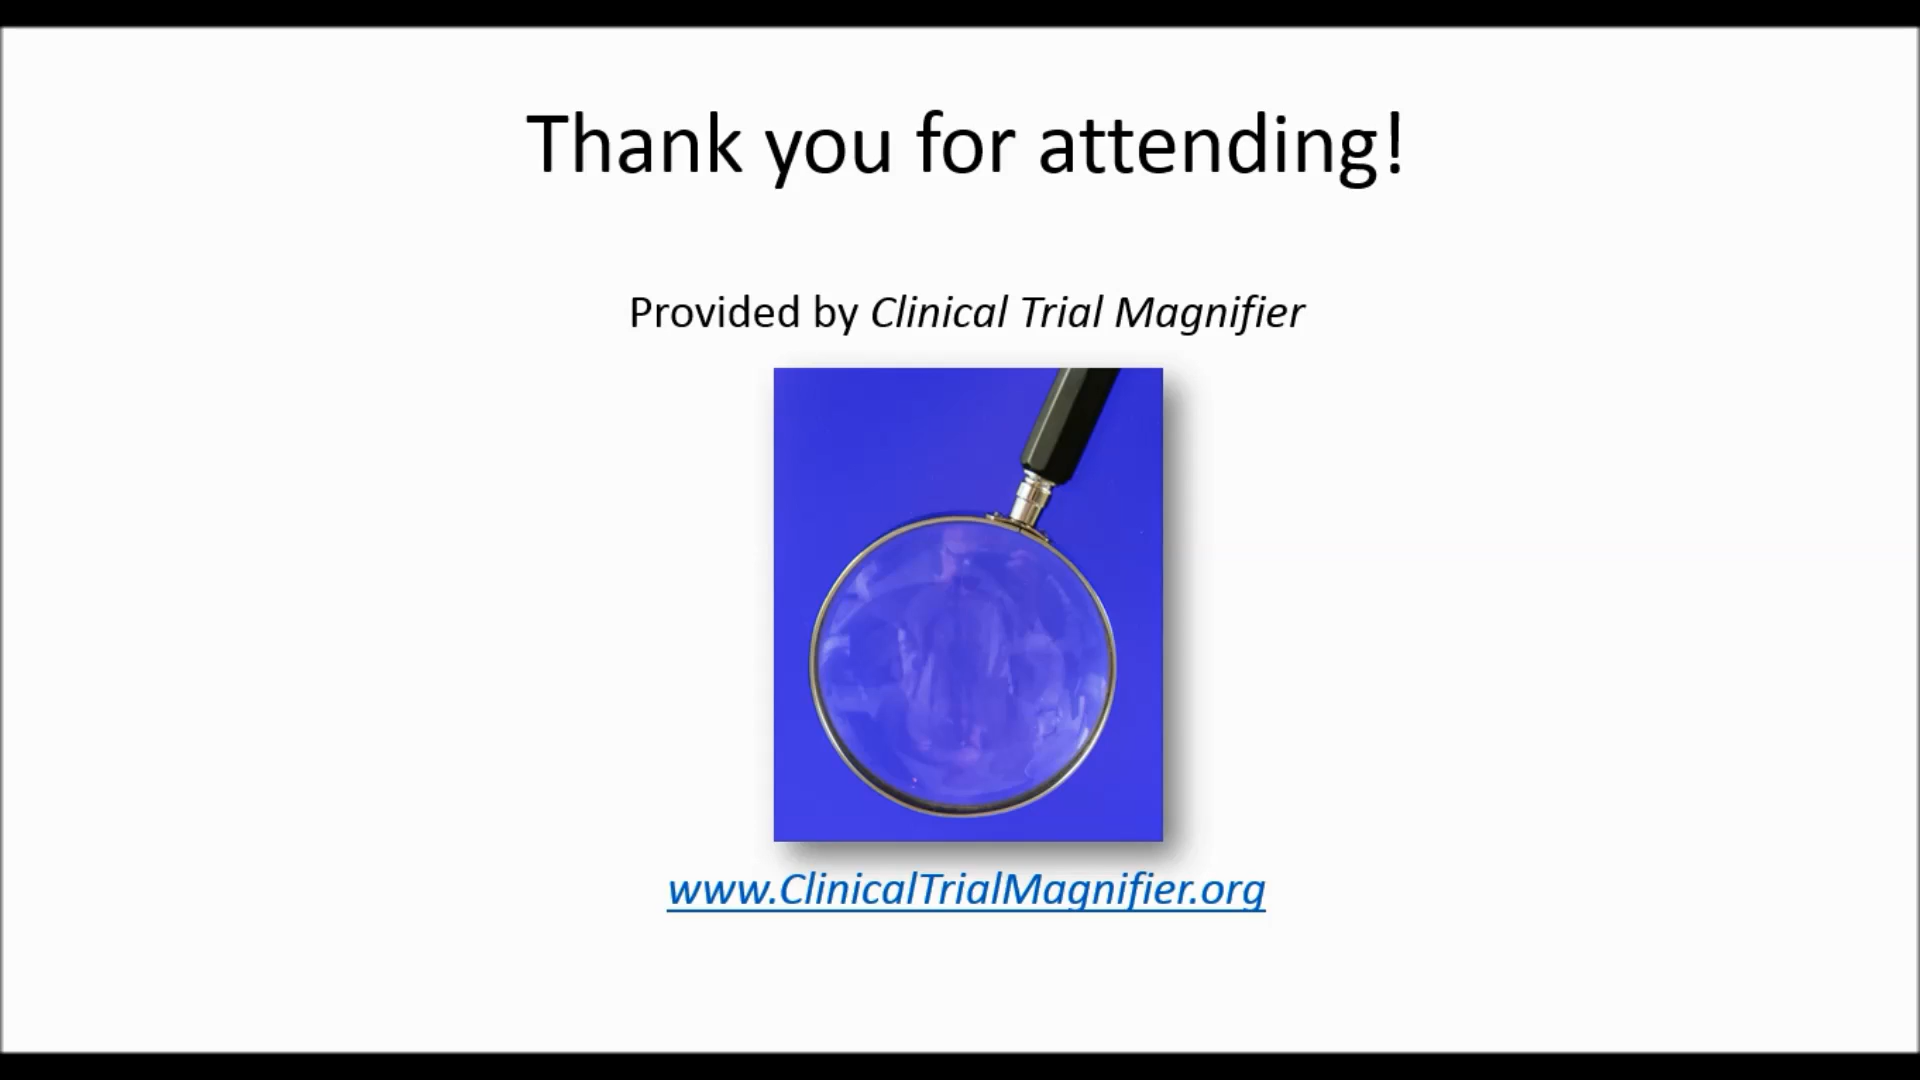 Thank you for attending!
Provided by Clinical Trial Magnifier
www.ClinicalTrialMagnifier.org